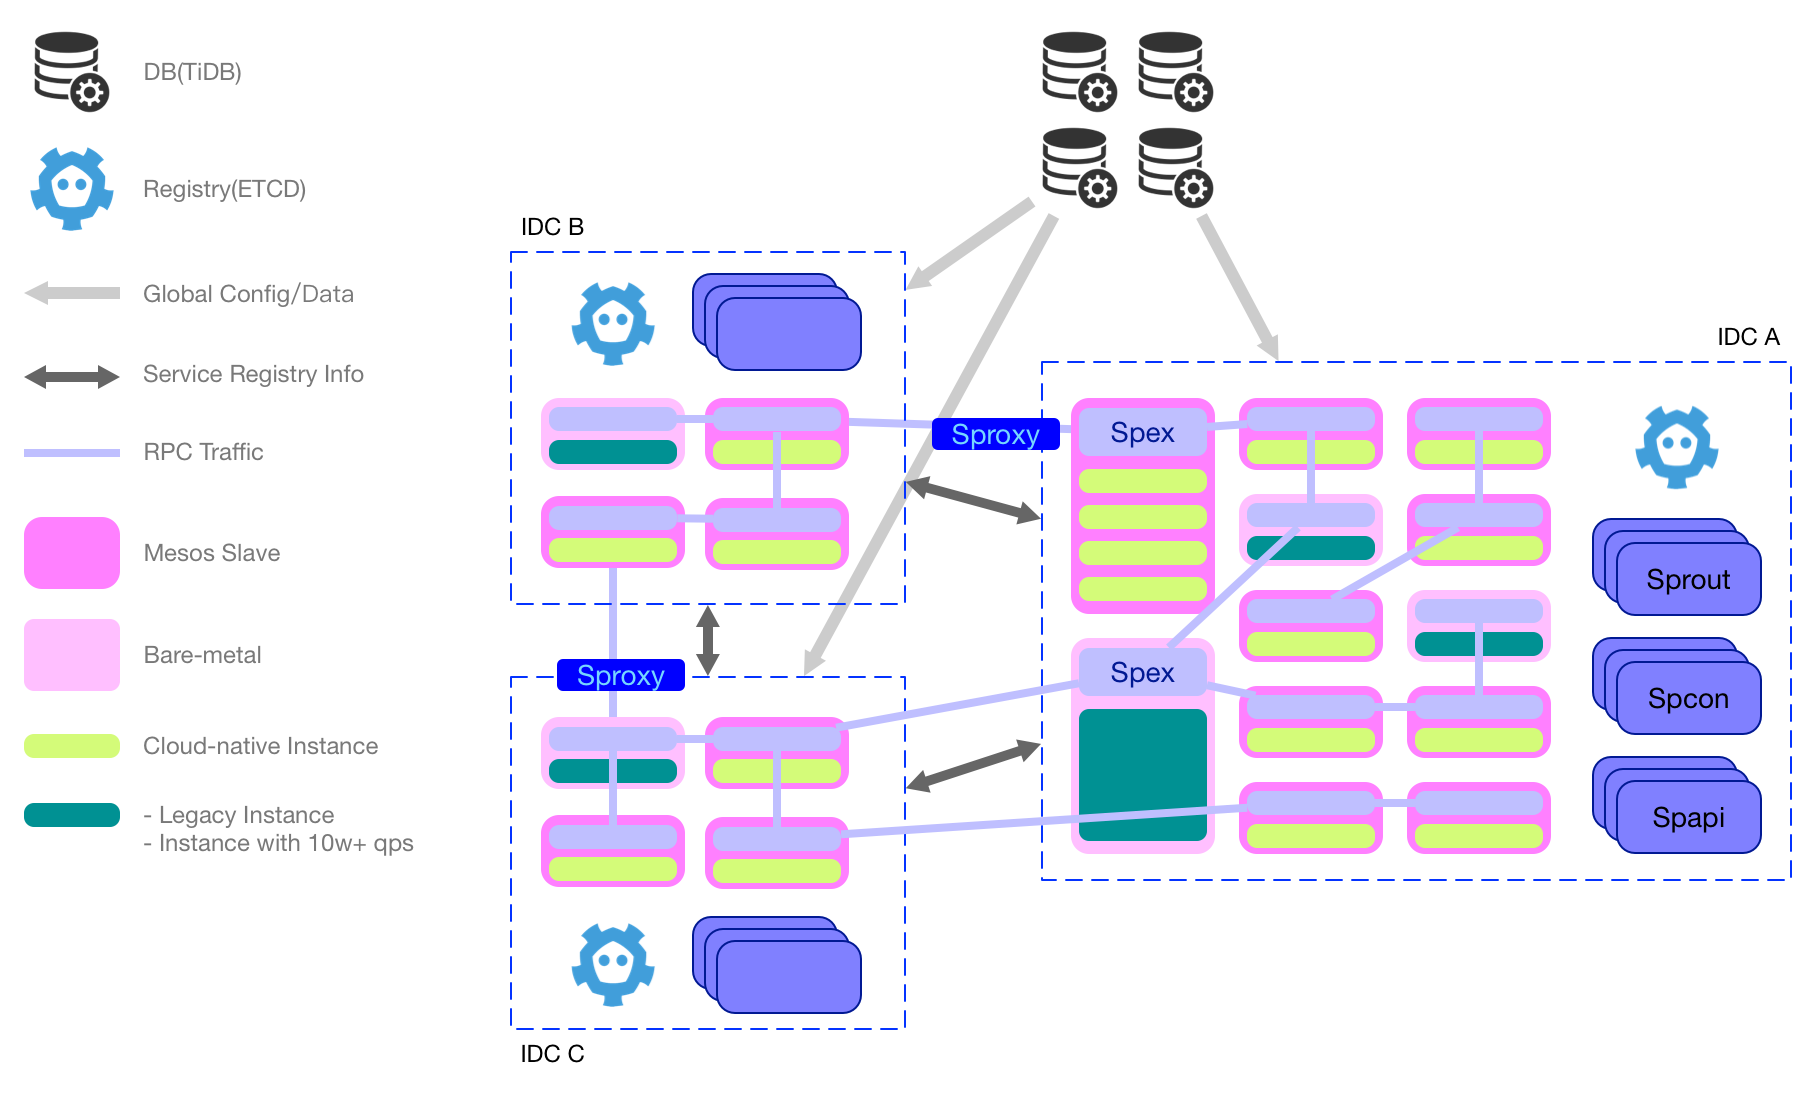 DB(TiDB)
Registry(ETCD)
Global Config/Data
Service Registry Info
RPC Traffic
Mesos Slave
Bare-metal
Cloud-native Instance
- Legacy Instance
- Instance with 10w+ qps
IDC B
IDC A
Sproxy
Spex
Sprout
Sproxy
Spex
Spcon
Spapi
IDC C